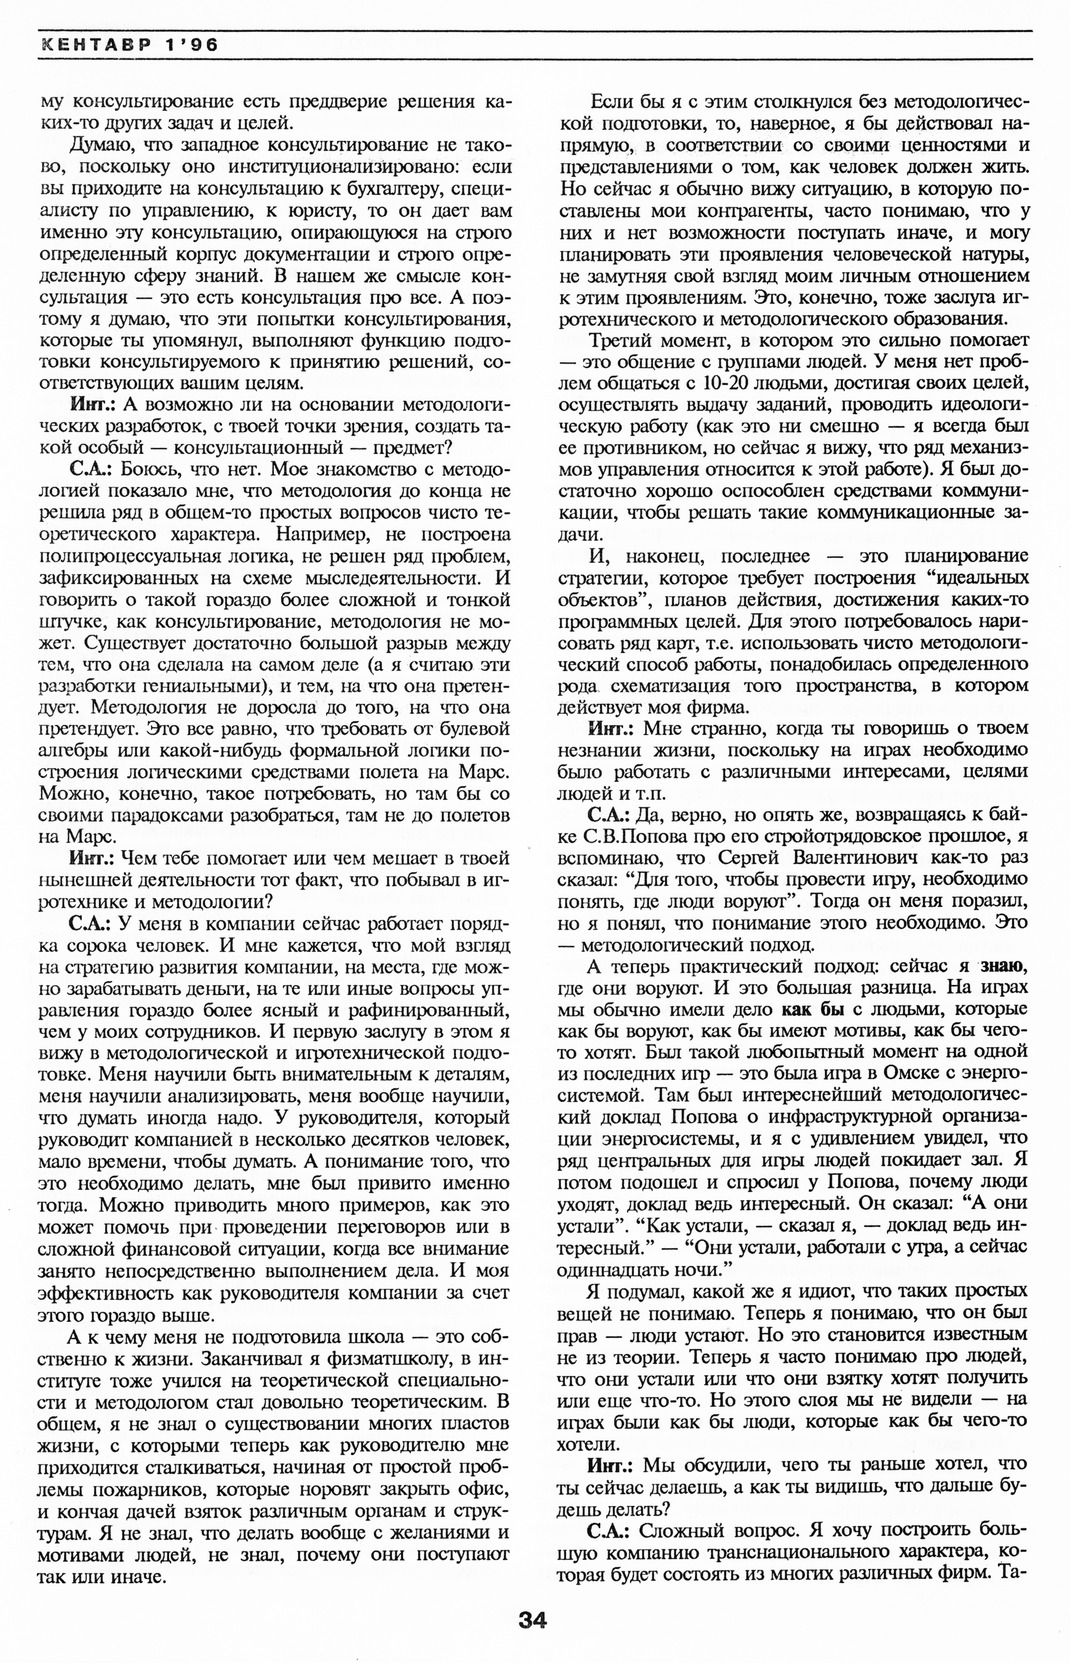 КЕНТАВР 1'96
му консультирование есть преддверие решения ка-
ких-то других задач и целей.
Думаю, что западное консультирование не тако-
во, поскольку оно институционализировано: если
вы приходите на консультацию к бухгалтеру, специ-
алисту по управлению, к юристу, то он дает вам
именно эту консультацию, опирающуюся на строго
определенный корпус документации и строго опре-
деленную сферу знаний. В нашем же смысле кон-
сультация — это есть консультация про все. А поэ-
тому я думаю, что эти попытки консультирования,
которые ты упомянул, выполняют функцию подго-
товки консультируемого к принятию решений, со-
ответствующих вашим целям.
Инт.: А возможно ли на основании методологи-
ческих разработок, с твоей точки зрения, создать та-
кой особый — консультационный — предмет?
С.А.: Боюсь, что нет. Мое знакомство с методо-
логией показало мне, что методология до конца не
решила ряд в общем-то простых вопросов чисто те-
оретического характера. Например, не построена
полипроцессуальная логика, не решен ряд проблем,
зафиксированных на схеме мыследеятельности. И
говорить о такой гораздо более сложной и тонкой
штучке, как консультирование, методология не мо-
жет. Существует достаточно большой разрыв между
тем, что она сделала на самом деле (а я считаю эти
разработки гениальными), и тем, на что она претен-
дует. Методология не доросла до того, на что она
претендует. Это все равно, что требовать от булевой
алгебры или какой-нибудь формальной логики по-
строения логическими средствами полета на Марс.
Можно, конечно, такое потребовать, но там бы со
своими парадоксами разобраться, там не до полетов
на Марс.
Инт.: Чем тебе помогает или чем мешает в твоей
нынешней деятельности тот факт, что побывал в иг-
ротехнике и методологии?
С.А.: У меня в компании сейчас работает поряд-
ка сорока человек. И мне кажется, что мой взгляд
на стратегию развития компании, на места, где мож-
но зарабатывать деньги, на те или иные вопросы уп-
равления гораздо более ясный и рафинированный,
чем у моих сотрудников. И первую заслугу в этом я
вижу в методологической и игротехнической подго-
товке. Меня научили быть внимательным к деталям,
меня научили анализировать, меня вообще научили,
что думать иногда надо. У руководителя, который
руководит компанией в несколько десятков человек,
мало времени, чтобы думать. А понимание того, что
это необходимо делать, мне был привито именно
тогда. Можно приводить много примеров, как это
может помочь при проведении переговоров или в
сложной финансовой ситуации, когда все внимание
занято непосредственно выполнением дела. И моя
эффективность как руководителя компании за счет
этого гораздо выше.
А к чему меня не подготовила школа — это соб-
ственно к жизни. Заканчивал я физматшколу, в ин-
ституте тоже учился на теоретической специально-
сти и методологом стал довольно теоретическим. В
общем, я не знал о существовании многих пластов
жизни, с которыми теперь как руководителю мне
приходится сталкиваться, начиная от простой проб-
лемы пожарников, которые норовят закрыть офис,
и кончая дачей взяток различным органам и струк-
турам. Я не знал, что делать вообще с желаниями и
мотивами людей, не знал, почему они поступают
так или иначе.
Если бы я с этим столкнулся без методологичес-
кой подготовки, то, наверное, я бы действовал на-
прямую, в соответствии со своими ценностями и
представлениями о том, как человек должен жить.
Но сейчас я обычно вижу ситуацию, в которую по-
ставлены мои контрагенты, часто понимаю, что у
них и нет возможности поступать иначе, и могу
планировать эти проявления человеческой натуры,
не замутняя свой взгляд моим личным отношением
к этим проявлениям. Это, конечно, тоже заслуга иг-
ротехнического и методологического образования.
Третий момент, в котором это сильно помогает
— это общение с группами людей. У меня нет проб-
лем общаться с 10-20 людьми, достигая своих целей,
осуществлять выдачу заданий, проводить идеологи-
ческую работу (как это ни смешно — я всегда был
ее противником, но сейчас я вижу, что ряд механиз-
мов управления относится к этой работе). Я был до-
статочно хорошо оспособлен средствами коммуни-
кации, чтобы решать такие коммуникационные за-
дачи.
И, наконец, последнее — это планирование
стратегии, которое требует построения “идеальных
объектов”, планов действия, достижения каких-то
программных целей. Для этого потребовалось нари-
совать ряд карт, т.е. использовать чисто методологи-
ческий способ работы, понадобилась определенного
рода схематизация того пространства, в котором
действует моя фирма.
Инт.: Мне странно, когда ты говоришь о твоем
незнании жизни, поскольку на играх необходимо
было работать с различными интересами, целями
людей и т.п.
С.А.: Да, верно, но опять же, возвращаясь к бай-
ке С.В.Попова про его стройотрядовское прошлое, я
вспоминаю, что Сергей Валентинович как-то раз
сказал: “Для того, чтобы провести игру, необходимо
понять, где люди воруют”. Тогда он меня поразил,
но я понял, что понимание этого необходимо. Это
— методологический подход.
А теперь практический подход: сейчас я знаю,
где они воруют. И это большая разница. На играх
мы обычно имели дело как бы с людьми, которые
как бы воруют, как бы имеют мотивы, как бы чего-
то хотят. Был такой любопытный момент на одной
из последних игр — это была игра в Омске с энерго-
системой. Там был интереснейший методологичес-
кий доклад Попова о инфраструктурной организа-
ции энергосистемы, и я с удивлением увидел, что
ряд центральных для игры людей покидает зал. Я
потом подошел и спросил у Попова, почему люди
уходят, доклад ведь интересный. Он сказал: “А они
устали”. “Как устали, — сказал я, — доклад ведь ин-
тересный.” — “Они устали, работали с утра, а сейчас
одиннадцать ночи.”
Я подумал, какой же я идиот, что таких простых
вещей не понимаю. Теперь я понимаю, что он был
прав — люди устают. Но это становится известным
не из теории. Теперь я часто понимаю про людей,
что они устали или что они взятку хотят получить
или еще что-то. Но этого слоя мы не видели — на
играх были как бы люди, которые как бы чего-то
хотели.
Инт.: Мы обсудили, чего ты раньше хотел, что
ты сейчас делаешь, а как ты видишь, что дальше бу-
дешь делать?
С.А.: Сложный вопрос. Я хочу построить боль-
шую компанию транснационального характера, ко-
торая будет состоять из многих различных фирм. Та-
34